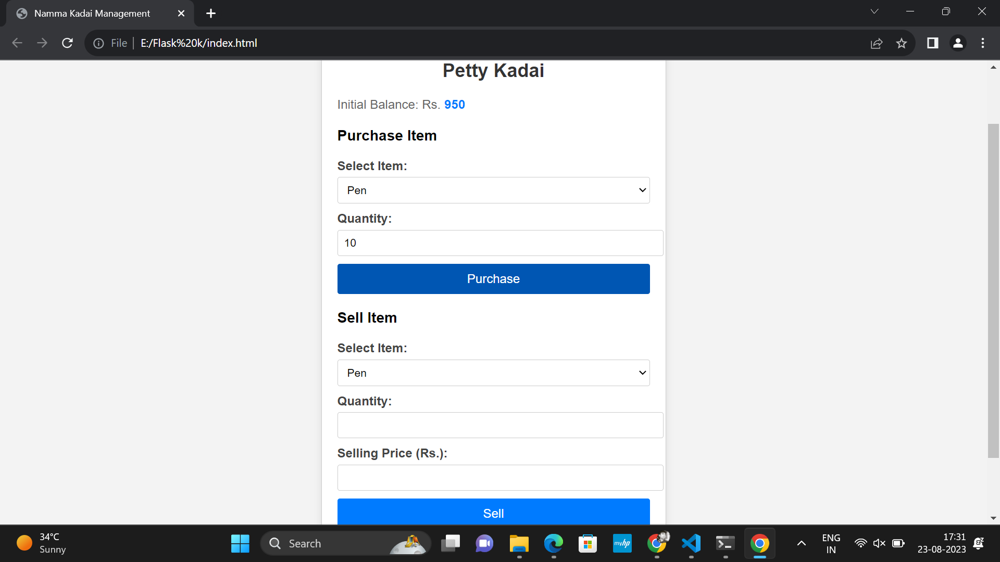 Namma Kadai Management
File
E:/Flask%20k/index.html
Petty Kadai
Initial Balance: Rs. 950
Purchase Item
Select Item:
Pen
Quantity:
10
Purchase
Sell Item
Select Item:
Pen
Quantity:
Selling Price (Rs.):
Sell
34°C
Sunny
Search
myhp
ENG
IN
17:31
23-08-2023